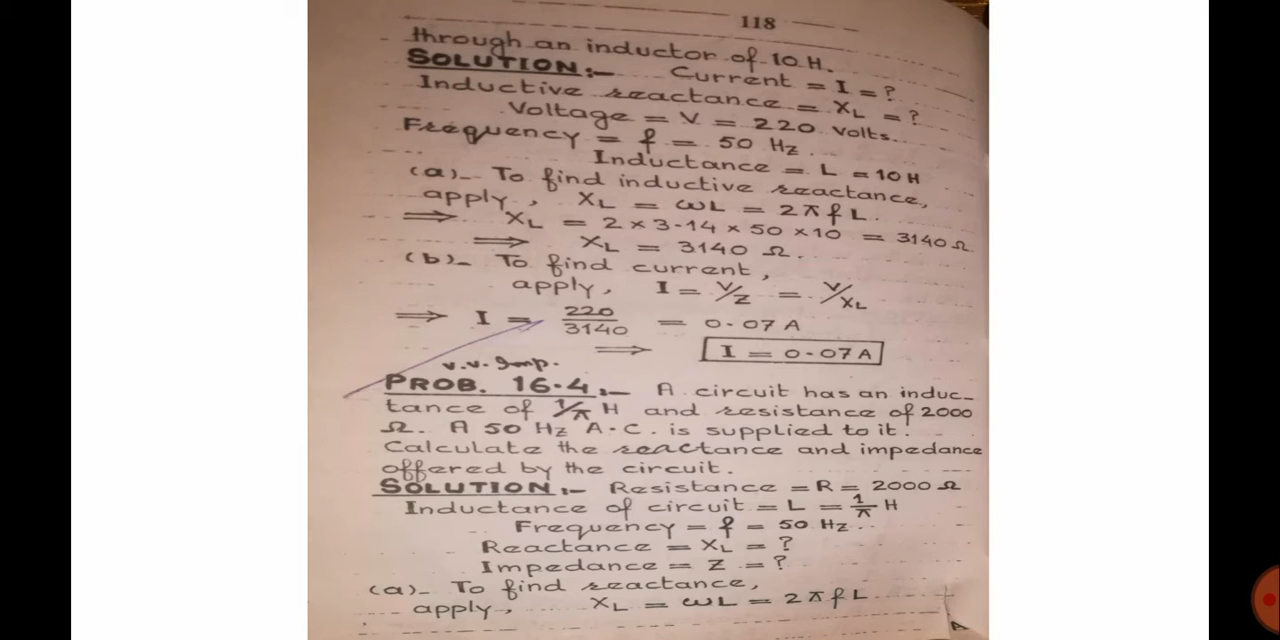 118
through an inductor of 10 H.
SOLUTION:- Current = I = ?
Inductive reactance = XL = ?
Voltage = V = 220 Volts.
Frequency = f = 50 Hz.
Inductance = L = 10 H
(a)- To find inductive reactance,
apply, XL = ωL = 2πfL.
⟹ XL = 2 × 3.14 × 50 × 10 = 3140 Ω
⟹ XL = 3140 Ω.
(b)- To find current,
apply, I = V/Z = V/XL
⟹ I = 220/3140 = 0.07 A
⟹ I = 0.07 A
v.v. Imp.
PROB. 16.4:- A circuit has an induc-
tance of 1/π H and resistance of 2000
Ω. A 50 Hz A.C. is supplied to it.
Calculate the reactance and impedance
offered by the circuit.
SOLUTION:- Resistance = R = 2000 Ω
Inductance of circuit = L = 1/π H
Frequency = f = 50 Hz.
Reactance = XL = ?
Impedance = Z = ?
(a)- To find reactance,
apply, XL = ωL = 2πfL